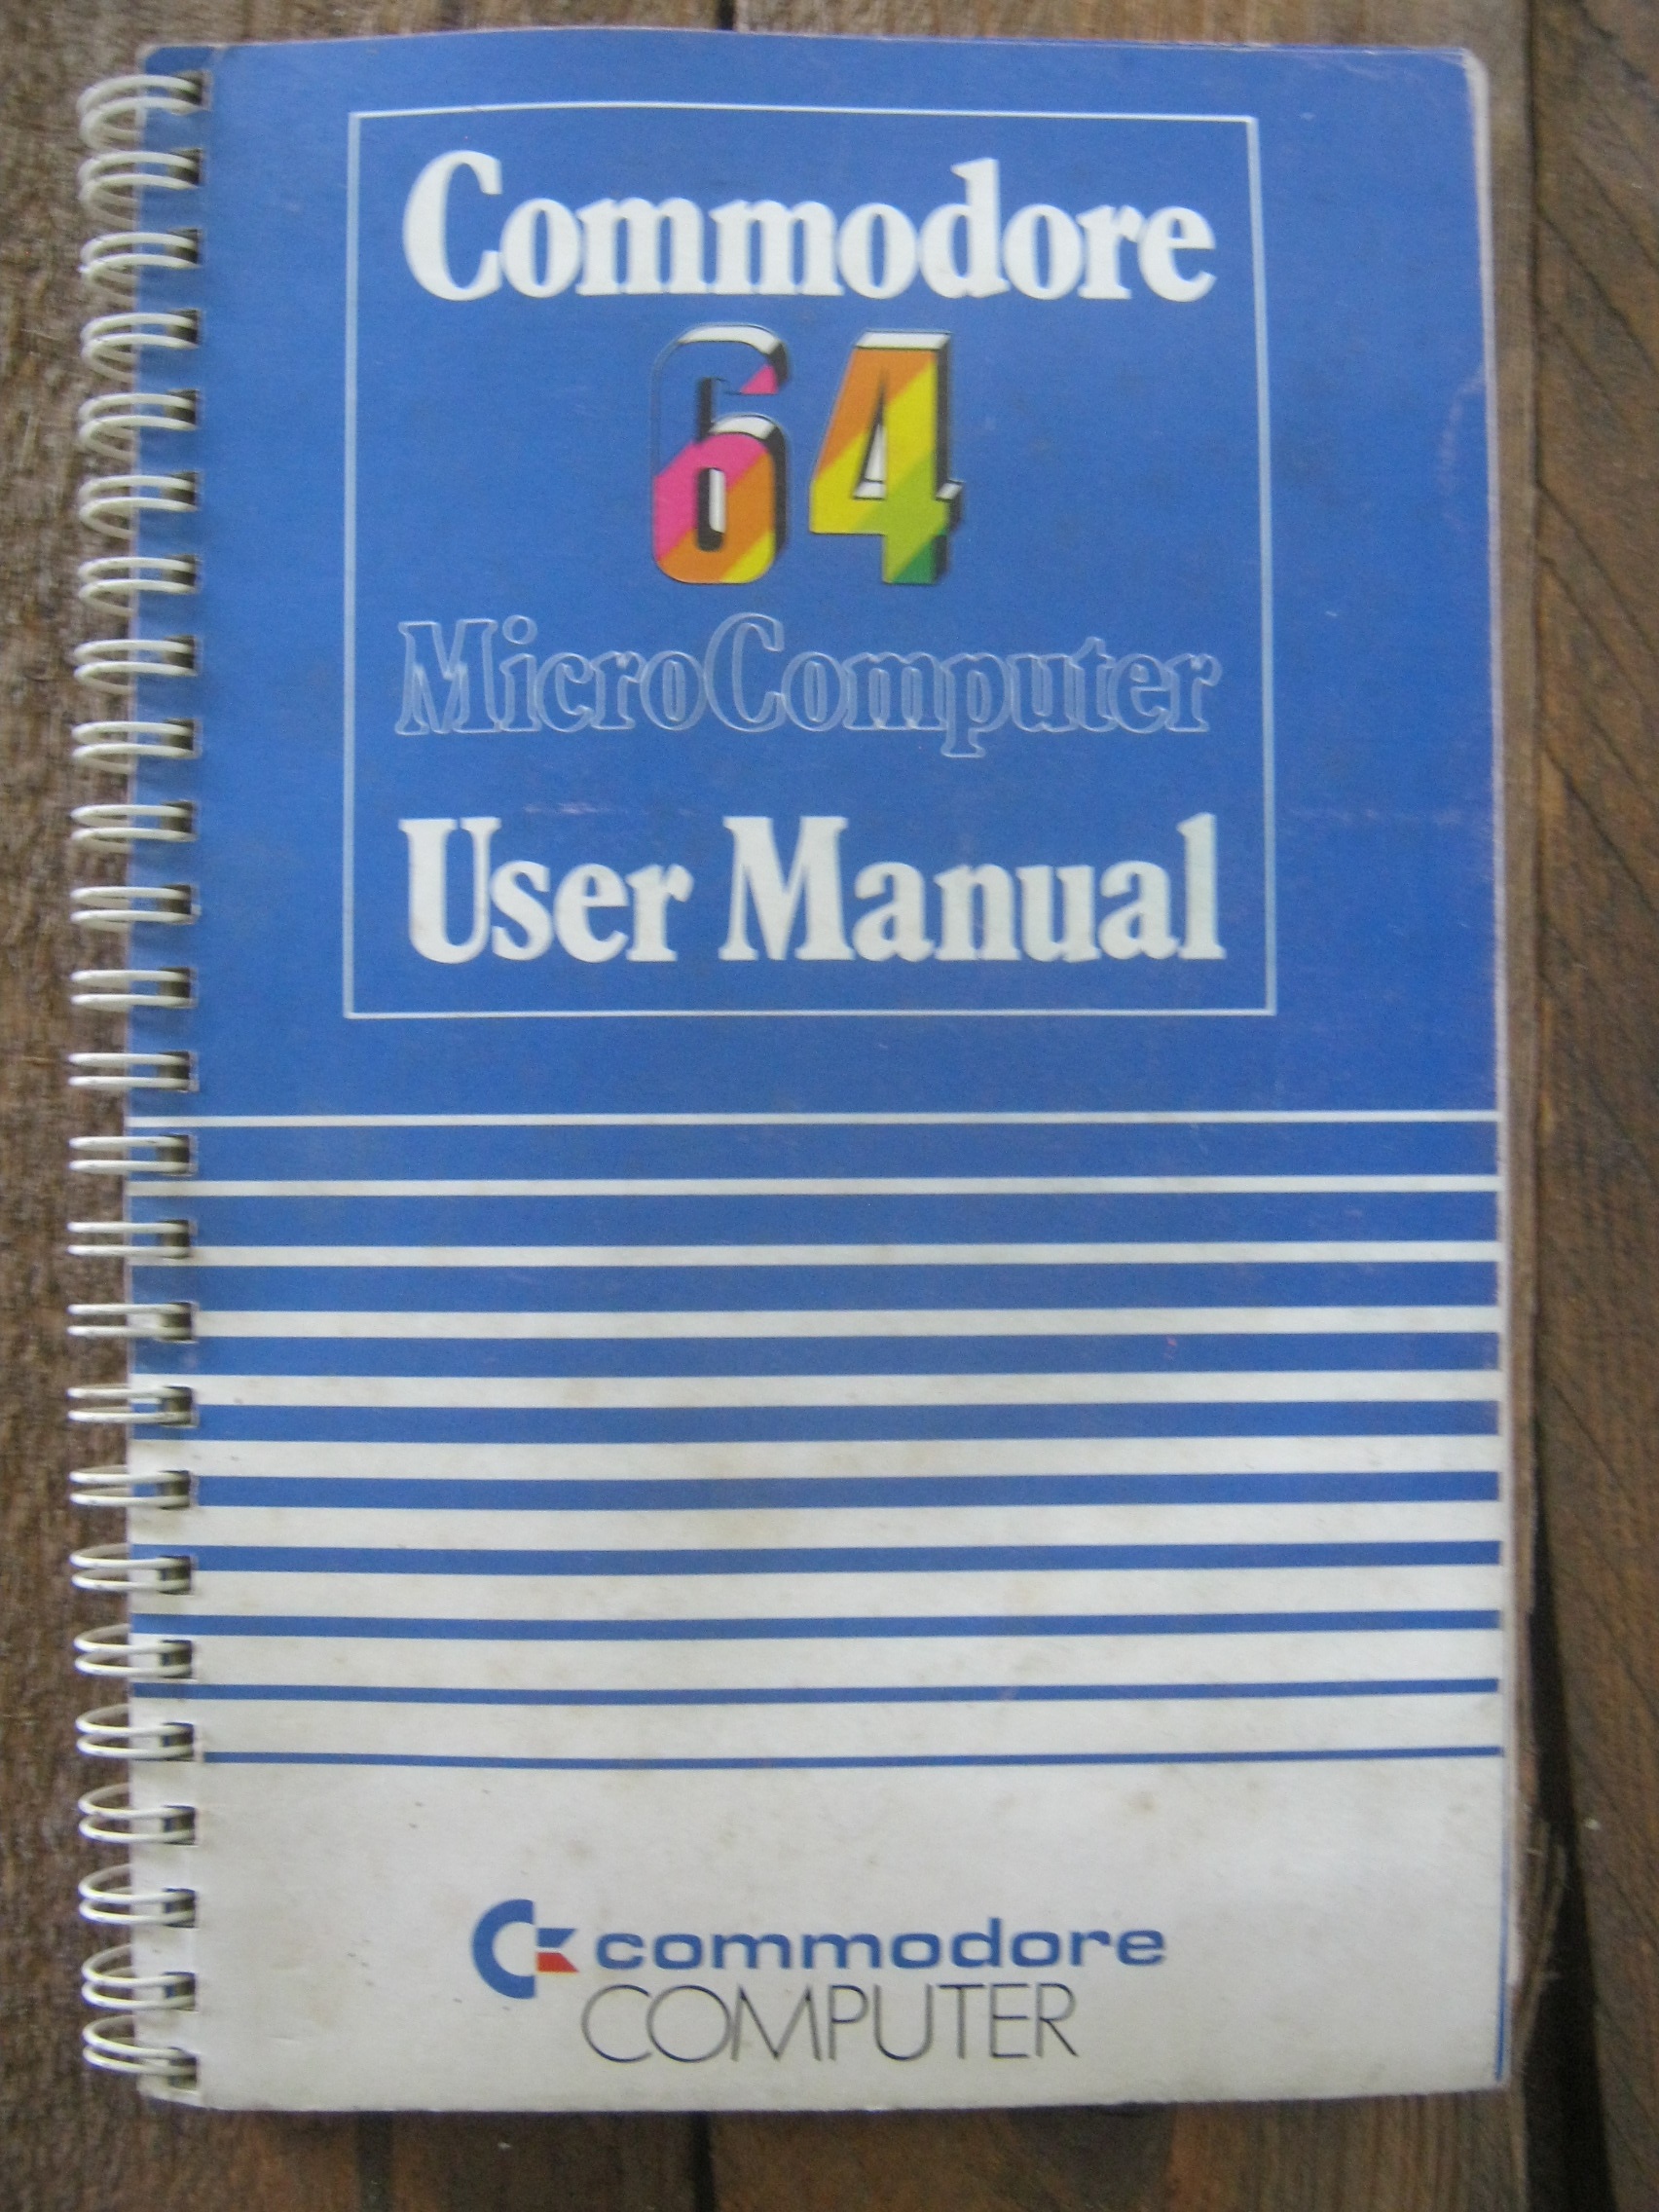 Commodore
64
MicroComputer
User Manual
commodore
COMPUTER